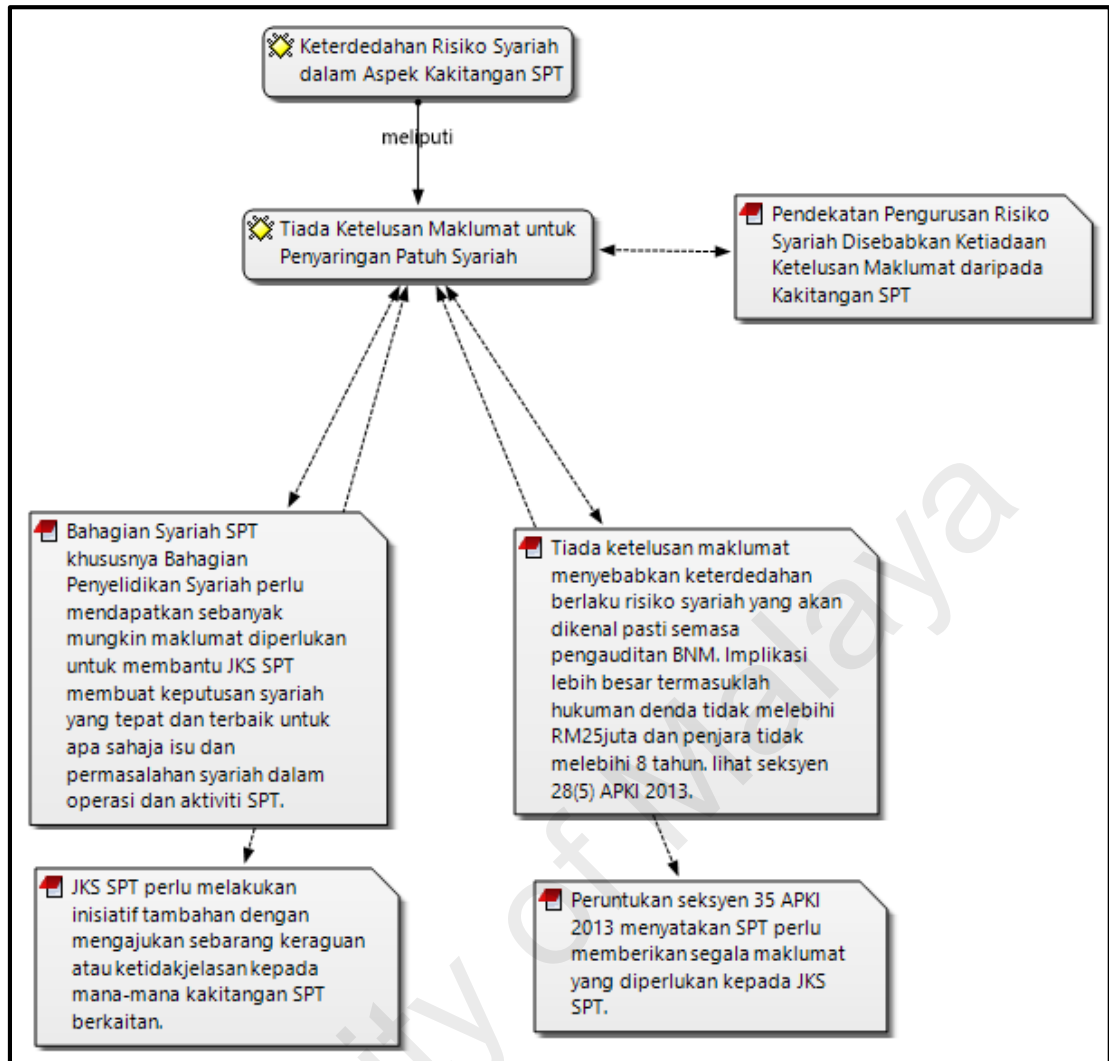 Keterdedahan Risiko Syariah
dalam Aspek Kakitangan SPT
meliputi
Tiada Ketelusan Maklumat untuk
Penyaringan Patuh Syariah
Pendekatan Pengurusan Risiko
Syariah Disebabkan Ketiadaan
Ketelusan Maklumat daripada
Kakitangan SPT
Bahagian Syariah SPT
khususnya Bahagian
Penyelidikan Syariah perlu
mendapatkan sebanyak
mungkin maklumat diperlukan
untuk membantu JKS SPT
membuat keputusan syariah
yang tepat dan terbaik untuk
apa sahaja isu dan
permasalahan syariah dalam
operasi dan aktiviti SPT.
Tiada ketelusan maklumat
menyebabkan keterdedahan
berlaku risiko syariah yang akan
dikenal pasti semasa
pengauditan BNM. Implikasi
lebih besar termasuklah
hukuman denda tidak melebihi
RM25juta dan penjara tidak
melebihi 8 tahun. lihat seksyen
28(5) APKI 2013.
JKS SPT perlu melakukan
inisiatif tambahan dengan
mengajukan sebarang keraguan
atau ketidakjelasan kepada
mana-mana kakitangan SPT
berkaitan.
Peruntukan seksyen 35 APKI
2013 menyatakan SPT perlu
memberikan segala maklumat
yang diperlukan kepada JKS
SPT.
ity of Malaya